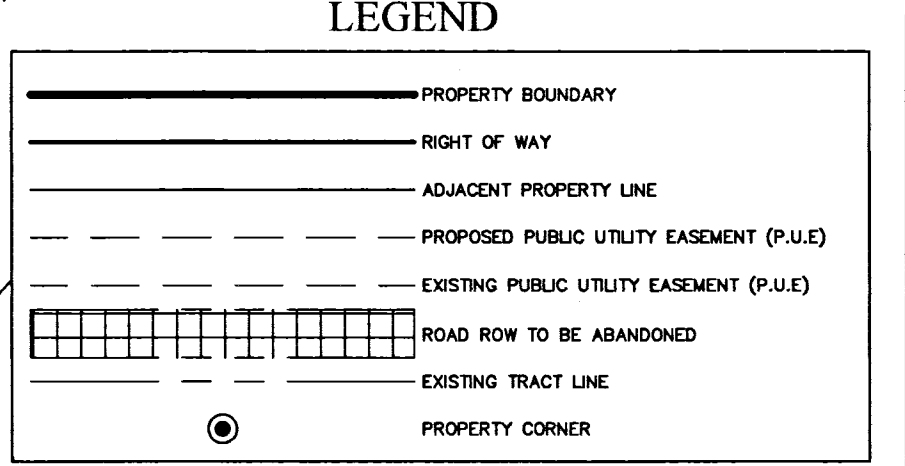 LEGEND
PROPERTY BOUNDARY
RIGHT OF WAY
ADJACENT PROPERTY LINE
PROPOSED PUBLIC UTILITY EASEMENT (P.U.E)
EXISTING PUBLIC UTILITY EASEMENT (P.U.E)
ROAD ROW TO BE ABANDONED
EXISTING TRACT LINE
PROPERTY CORNER